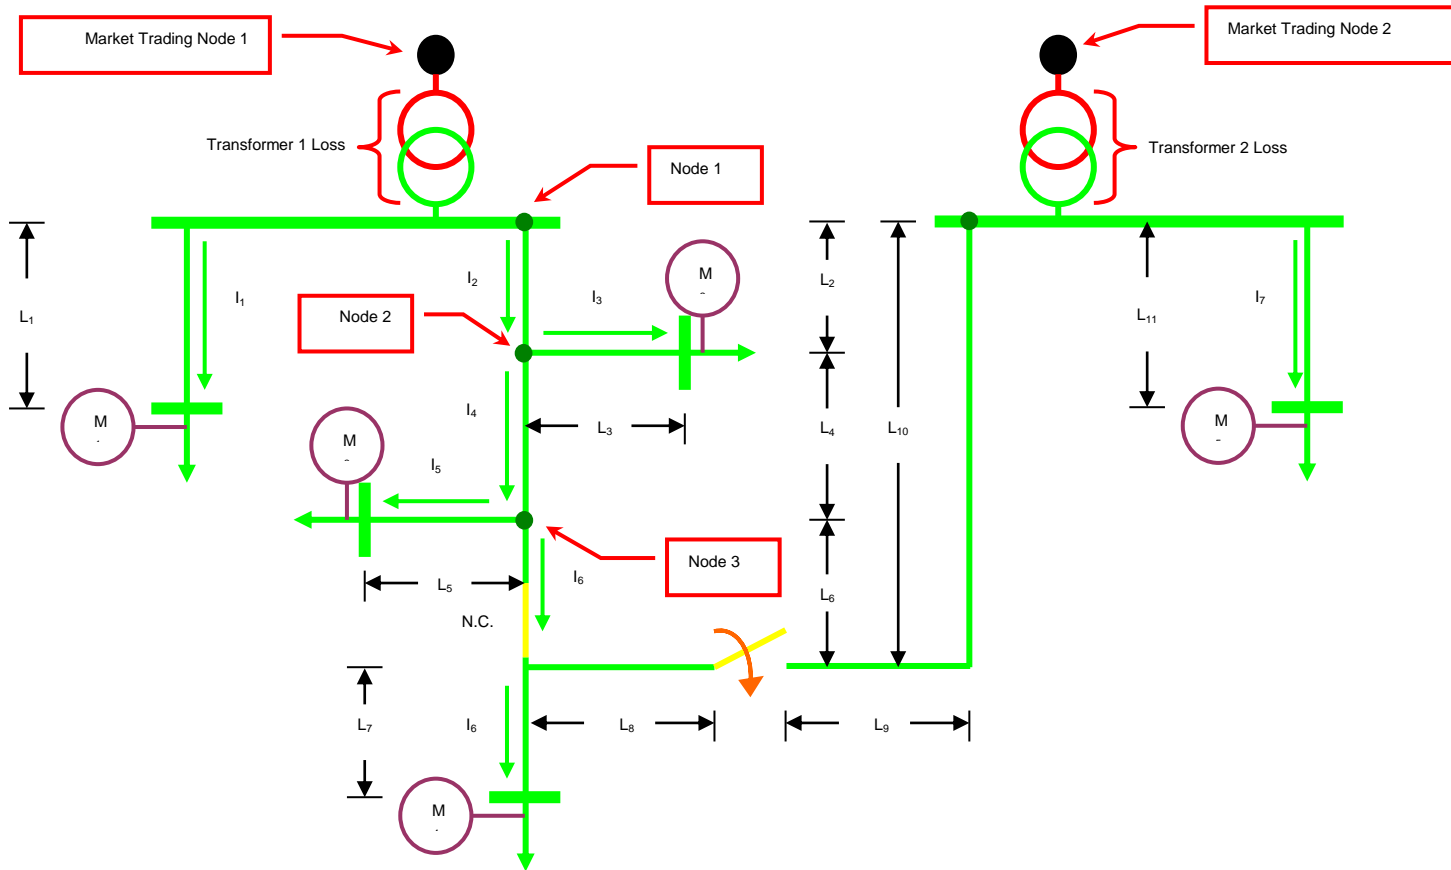 Market Trading Node 1
Market Trading Node 2
Transformer 1 Loss
Transformer 2 Loss
Node 1
M
I₂
I₃
L₂
I₁
L₁
Node 2
L₁₁
I₇
M
I₄
L₃
L₄
L₁₀
M
M
I₅
Node 3
L₅
I₆
L₆
N.C.
L₇
I₆
L₈
L₉
M